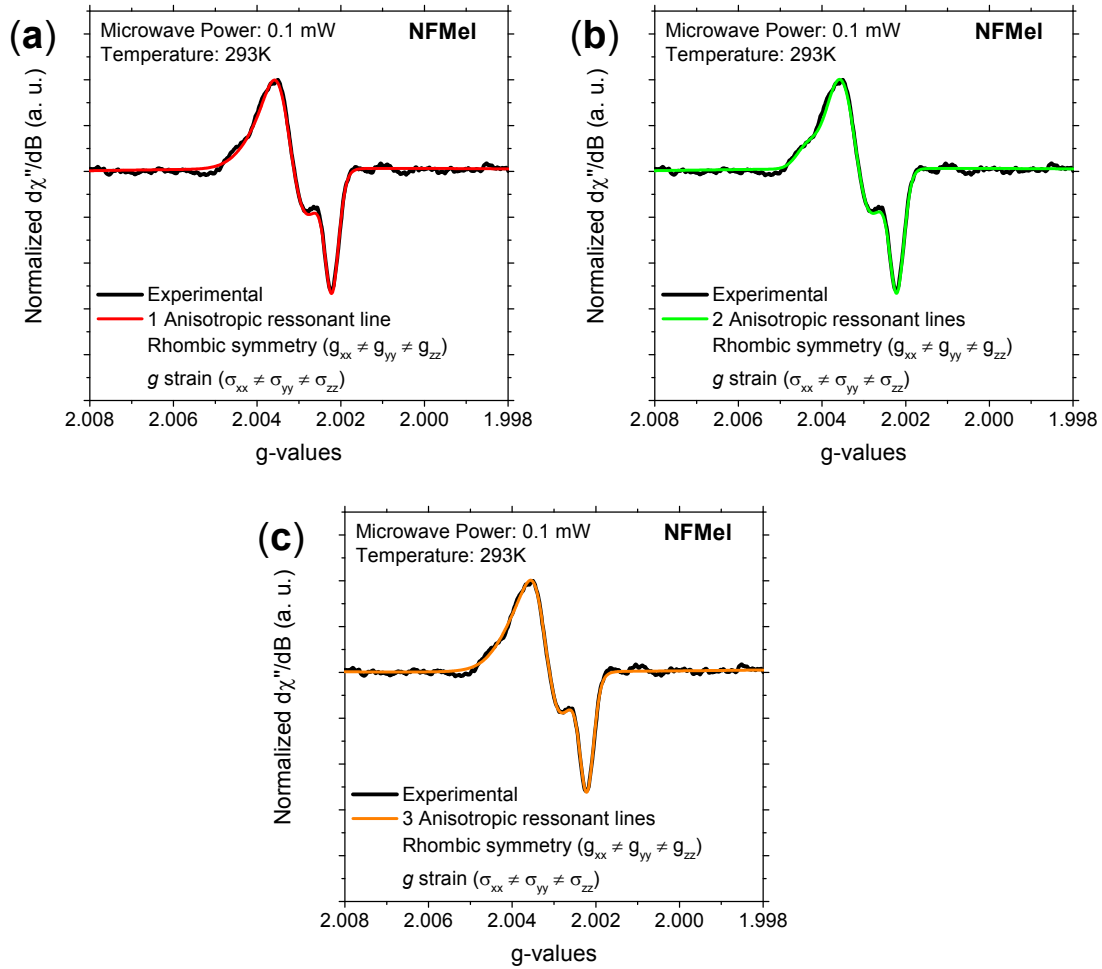 (a)
Microwave Power: 0.1 mW
NFMel
Temperature: 293K
Normalized dχ''/dB (a. u.)
Experimental
1 Anisotropic ressonant line
Rhombic symmetry (gxx ≠ gyy ≠ gzz)
g strain (σxx ≠ σyy ≠ σzz)
2.008 2.006 2.004 2.002 2.000 1.998
g-values
(b)
Microwave Power: 0.1 mW
NFMel
Temperature: 293K
Normalized dχ''/dB (a. u.)
Experimental
2 Anisotropic ressonant lines
Rhombic symmetry (gxx ≠ gyy ≠ gzz)
g strain (σxx ≠ σyy ≠ σzz)
2.008 2.006 2.004 2.002 2.000 1.998
g-values
(c)
Microwave Power: 0.1 mW
NFMel
Temperature: 293K
Normalized dχ''/dB (a. u.)
Experimental
3 Anisotropic ressonant lines
Rhombic symmetry (gxx ≠ gyy ≠ gzz)
g strain (σxx ≠ σyy ≠ σzz)
2.008 2.006 2.004 2.002 2.000 1.998
g-values